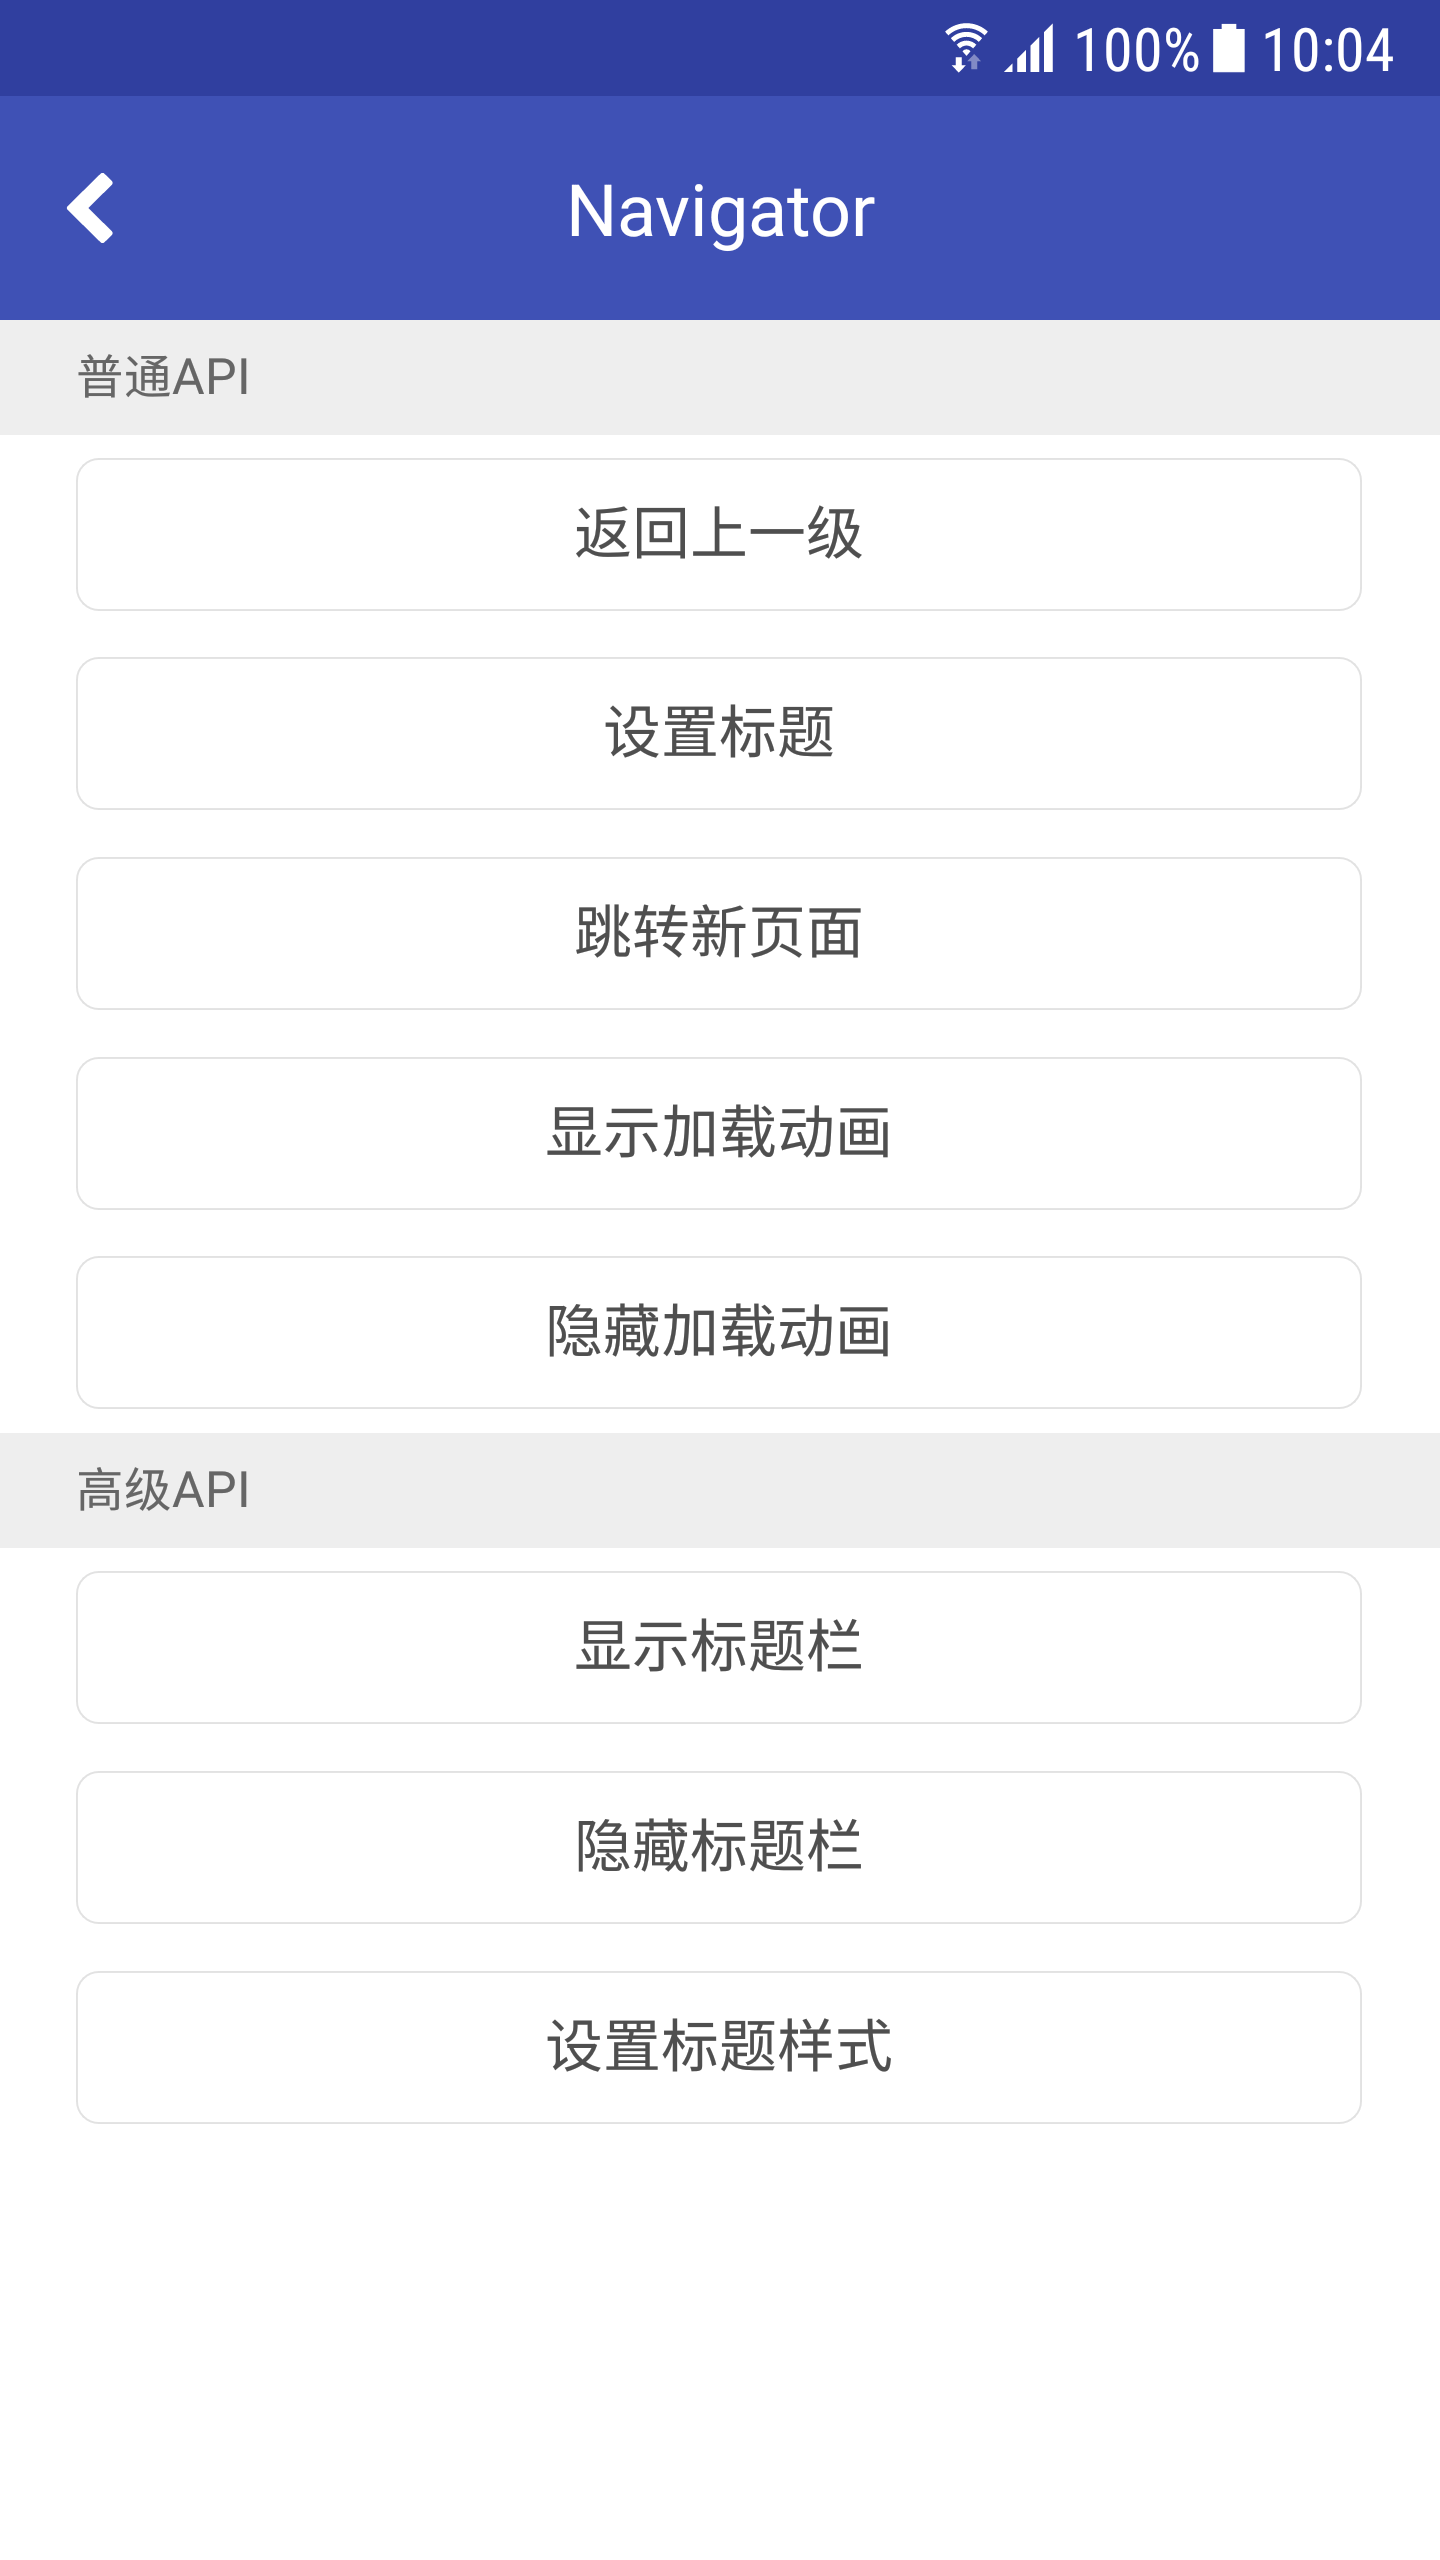 100% 10:04
Navigator
普通API
返回上一级
设置标题
跳转新页面
显示加载动画
隐藏加载动画
高级API
显示标题栏
隐藏标题栏
设置标题样式